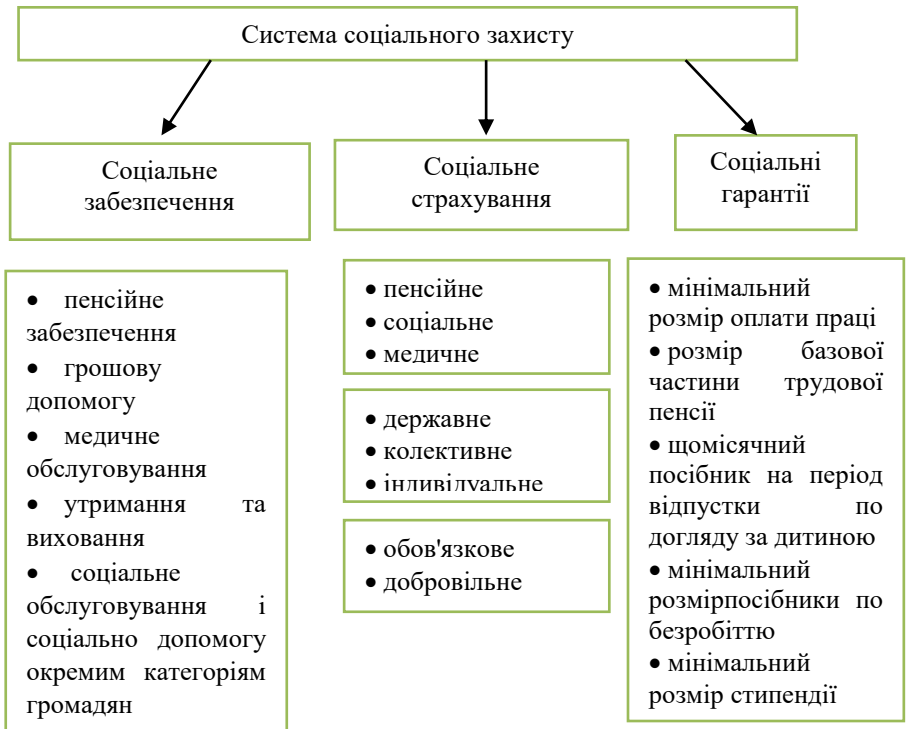 Система соціального захисту
Соціальне
забезпечення
Соціальне
страхування
Соціальні
гарантії
• пенсійне
забезпечення
• грошову
допомогу
• медичне
обслуговування
• утримання та
виховання
• соціальне
обслуговування і
соціально допомогу
окремим категоріям
громадян
• пенсійне
• соціальне
• медичне
• державне
• колективне
• індивідуальне
• обов'язкове
• добровільне
• мінімальний
розмір оплати праці
• розмір базової
частини трудової
пенсії
• щомісячний
посібник на період
відпустки по
догляду за дитиною
• мінімальний
розмірпосібники по
безробіттю
• мінімальний
розмір стипендії